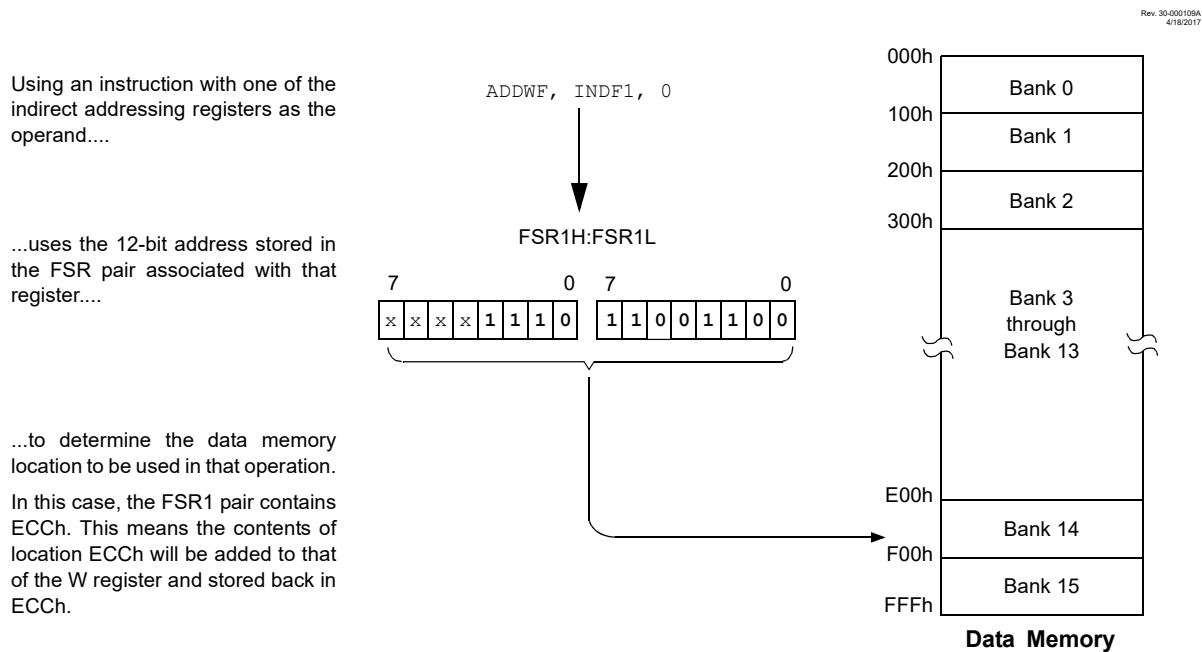 Rev. 30-000109A
4/18/2017
Using an instruction with one of the
indirect addressing registers as the
operand....
ADDWF, INDF1, 0
...uses the 12-bit address stored in
the FSR pair associated with that
register....
FSR1H:FSR1L
7 0 7 0
x x x x 1 1 1 0 1 1 0 0 1 1 0 0
...to determine the data memory
location to be used in that operation.
In this case, the FSR1 pair contains
ECCh. This means the contents of
location ECCh will be added to that
of the W register and stored back in
ECCh.
000h
Bank 0
100h
Bank 1
200h
Bank 2
300h
Bank 3
through
Bank 13
E00h
Bank 14
F00h
Bank 15
FFFh
Data Memory